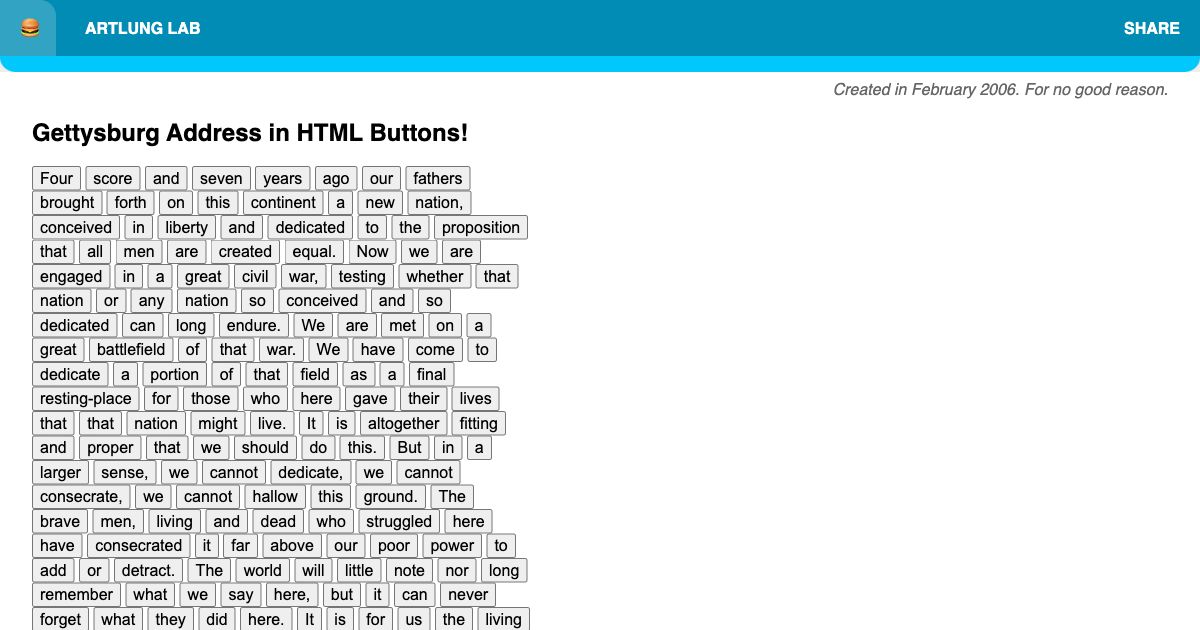 ARTLUNG LAB
SHARE
Created in February 2006. For no good reason.
Gettysburg Address in HTML Buttons!
Four score and seven years ago our fathers
brought forth on this continent a new nation,
conceived in liberty and dedicated to the proposition
that all men are created equal. Now we are
engaged in a great civil war, testing whether that
nation or any nation so conceived and so
dedicated can long endure. We are met on a
great battlefield of that war. We have come to
dedicate a portion of that field as a final
resting-place for those who here gave their lives
that that nation might live. It is altogether fitting
and proper that we should do this. But in a
larger sense, we cannot dedicate, we cannot
consecrate, we cannot hallow this ground. The
brave men, living and dead who struggled here
have consecrated it far above our poor power to
add or detract. The world will little note nor long
remember what we say here, but it can never
forget what they did here. It is for us the living